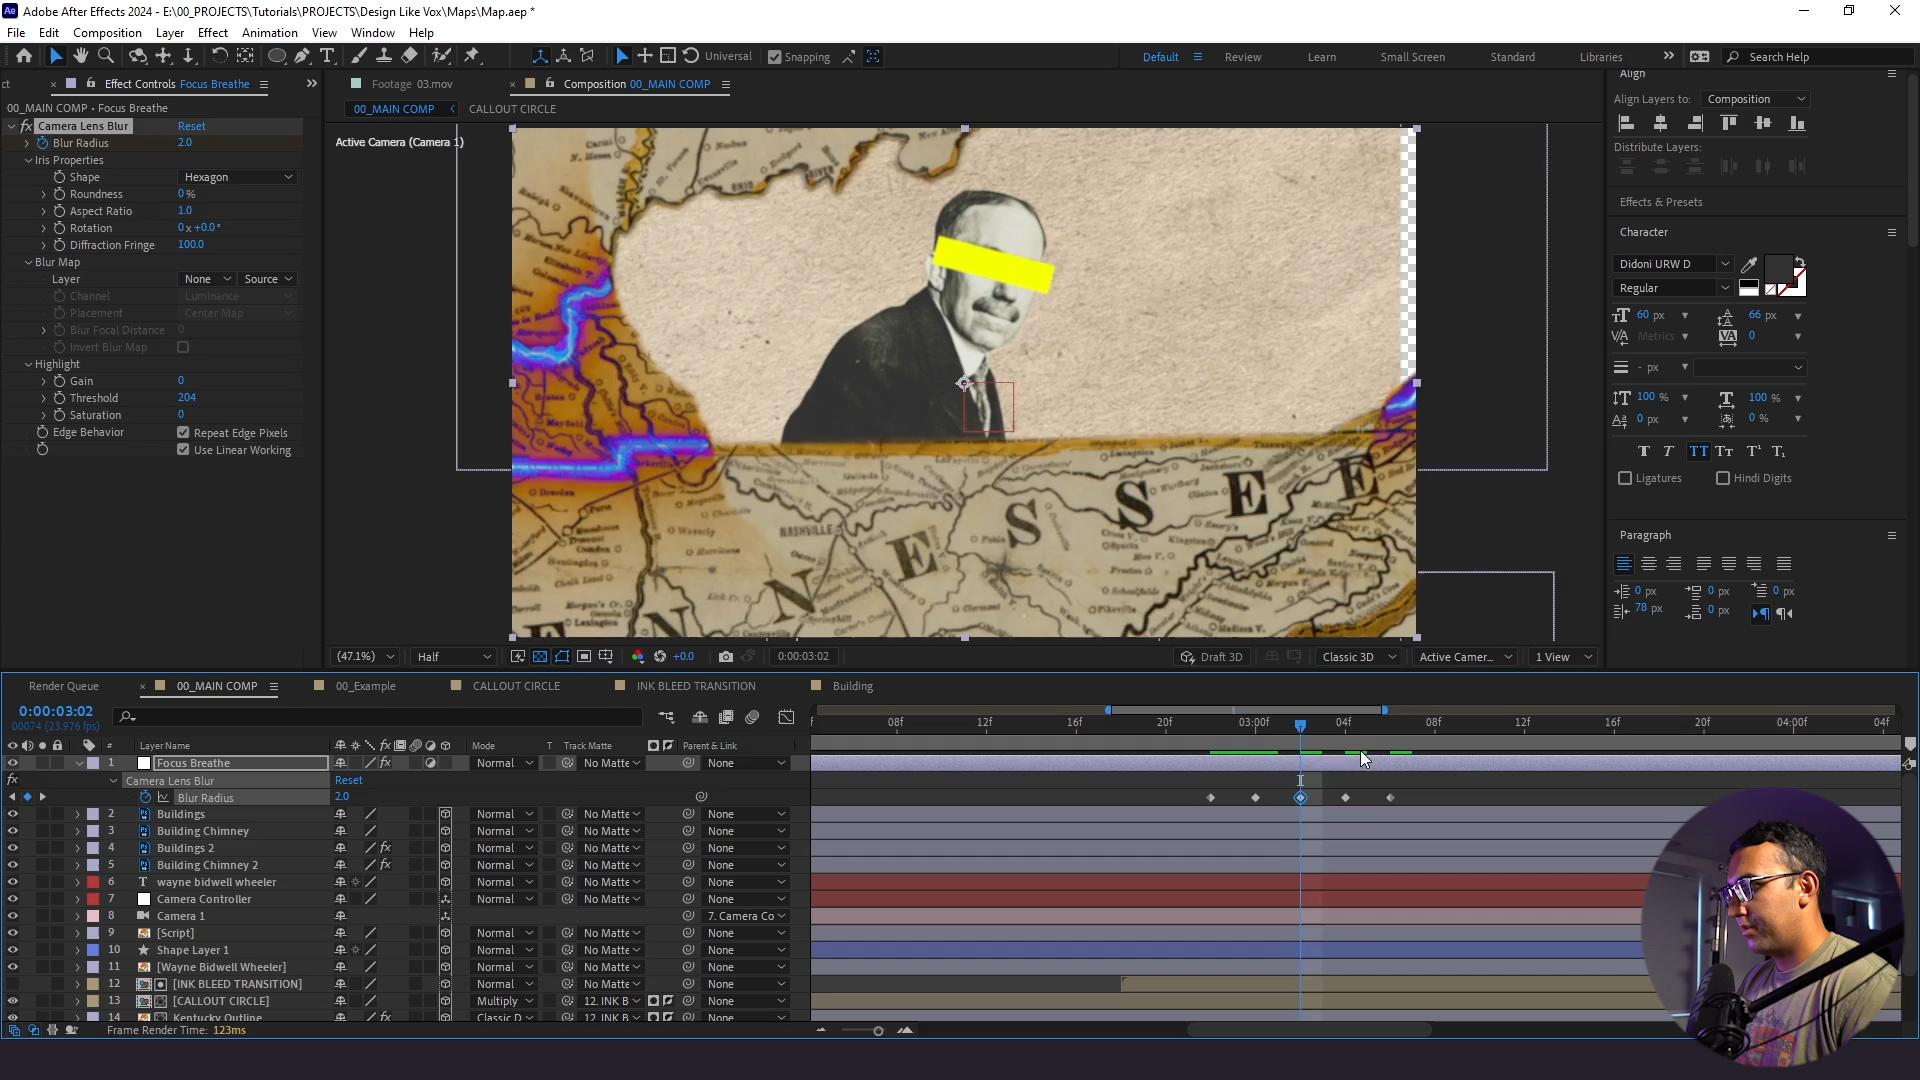 Adobe After Effects 2024 - E:\00_PROJECTS\Tutorials\PROJECTS\Design Like Vox\Maps\Map.aep *
File Edit Composition Layer Effect Animation View Window Help
Universal Snapping Default Review Learn Small Screen Standard Libraries Search Help
ct Effect Controls Focus Breathe
00_MAIN COMP • Focus Breathe
Camera Lens Blur Reset
Blur Radius 2.0
Iris Properties
Shape Hexagon
Roundness 0 %
Aspect Ratio 1.0
Rotation 0 x +0.0 °
Diffraction Fringe 100.0
Blur Map
Layer None Source
Channel Luminance
Placement Center Map
Blur Focal Distance 0
Invert Blur Map
Highlight
Gain 0
Threshold 204
Saturation 0
Edge Behavior Repeat Edge Pixels
Use Linear Working
Footage 03.mov Composition 00_MAIN COMP
00_MAIN COMP CALLOUT CIRCLE
Active Camera (Camera 1)
NASHVILLE
N N E S S E E
(47.1%) Half +0.0 0:00:03:02 Draft 3D Classic 3D Active Camer... 1 View
Align
Align Layers to: Composition
Distribute Layers:
Effects & Presets
Character
Didoni URW D
Regular
60 px 66 px
Metrics 0
- px
100 % 100 %
0 px 0 %
T T TT Tr T¹ T₁
Ligatures Hindi Digits
Paragraph
0 px 0 px 0 px
78 px 0 px
Render Queue 00_MAIN COMP 00_Example CALLOUT CIRCLE INK BLEED TRANSITION Building
0:00:03:02
00074 (23.976 fps)
f 08f 12f 16f 20f 03:00f 04f 08f 12f 16f 20f 04:00f 04f
# Layer Name Mode T Track Matte Parent & Link
1 Focus Breathe Normal No Matte None
Camera Lens Blur Reset
Blur Radius 2.0
2 Buildings Normal No Matte None
3 Building Chimney Normal No Matte None
4 Buildings 2 Normal No Matte None
5 Building Chimney 2 Normal No Matte None
6 T wayne bidwell wheeler Normal No Matte None
7 Camera Controller Normal No Matte None
8 Camera 1 7. Camera Co
9 [Script] Normal No Matte None
10 Shape Layer 1 Normal No Matte None
11 [Wayne Bidwell Wheeler] Normal No Matte None
12 [INK BLEED TRANSITION] Normal No Matte None
13 [CALLOUT CIRCLE] Multiply 12. INK B None
14 Kentucky Outline Classic D 12. INK B None
Frame Render Time: 123ms